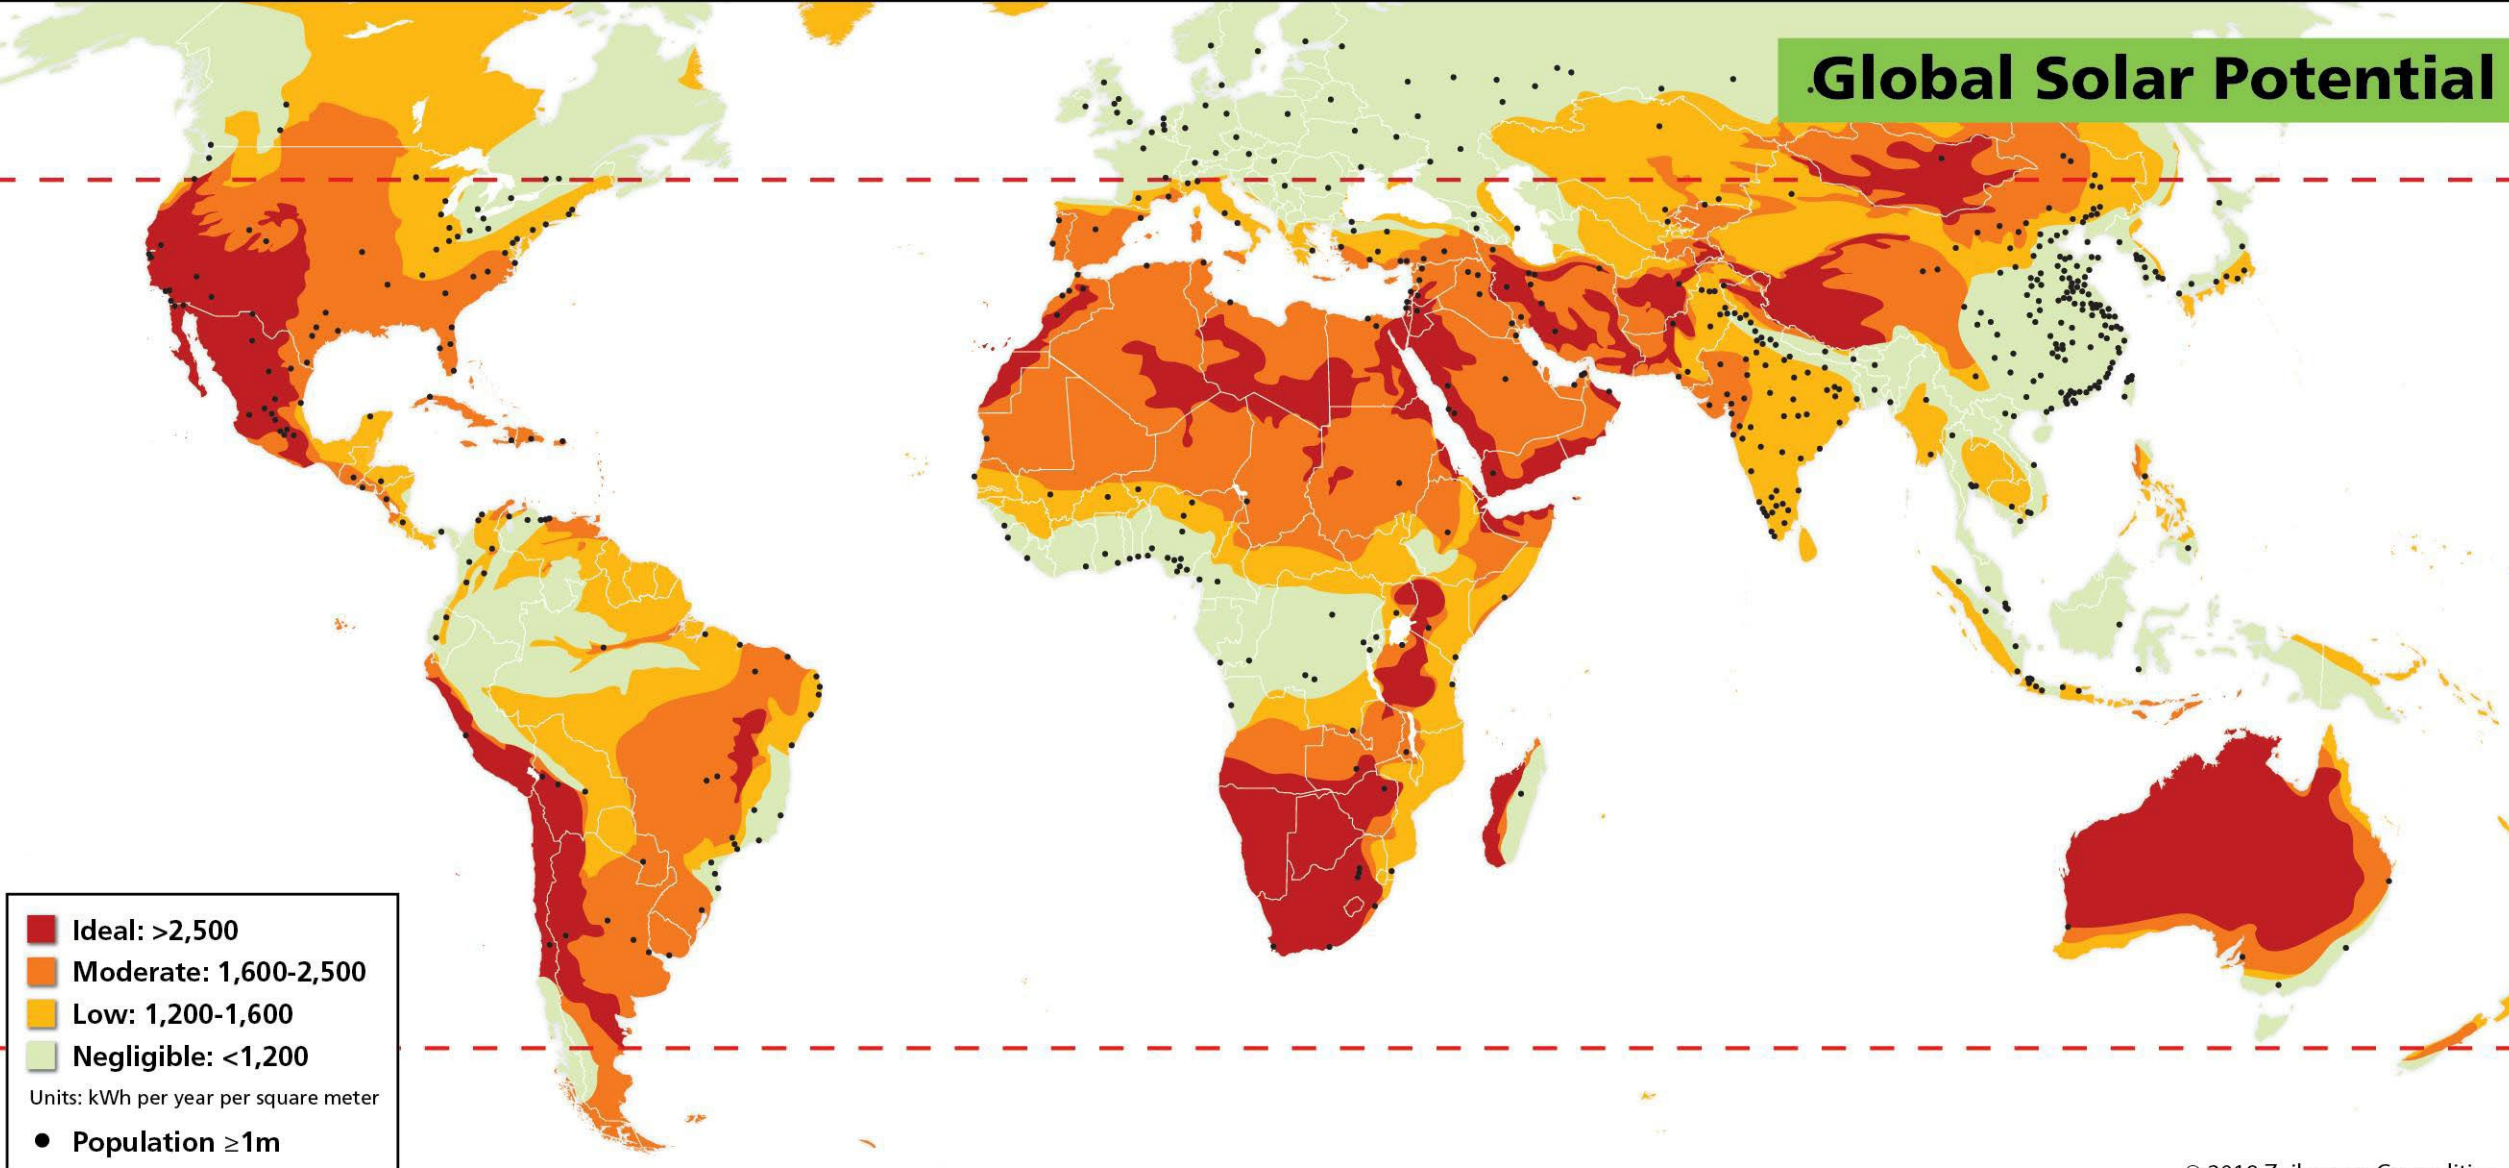 Global Solar Potential
Ideal: >2,500
Moderate: 1,600-2,500
Low: 1,200-1,600
Negligible: <1,200
Units: kWh per year per square meter
Population ≥1m